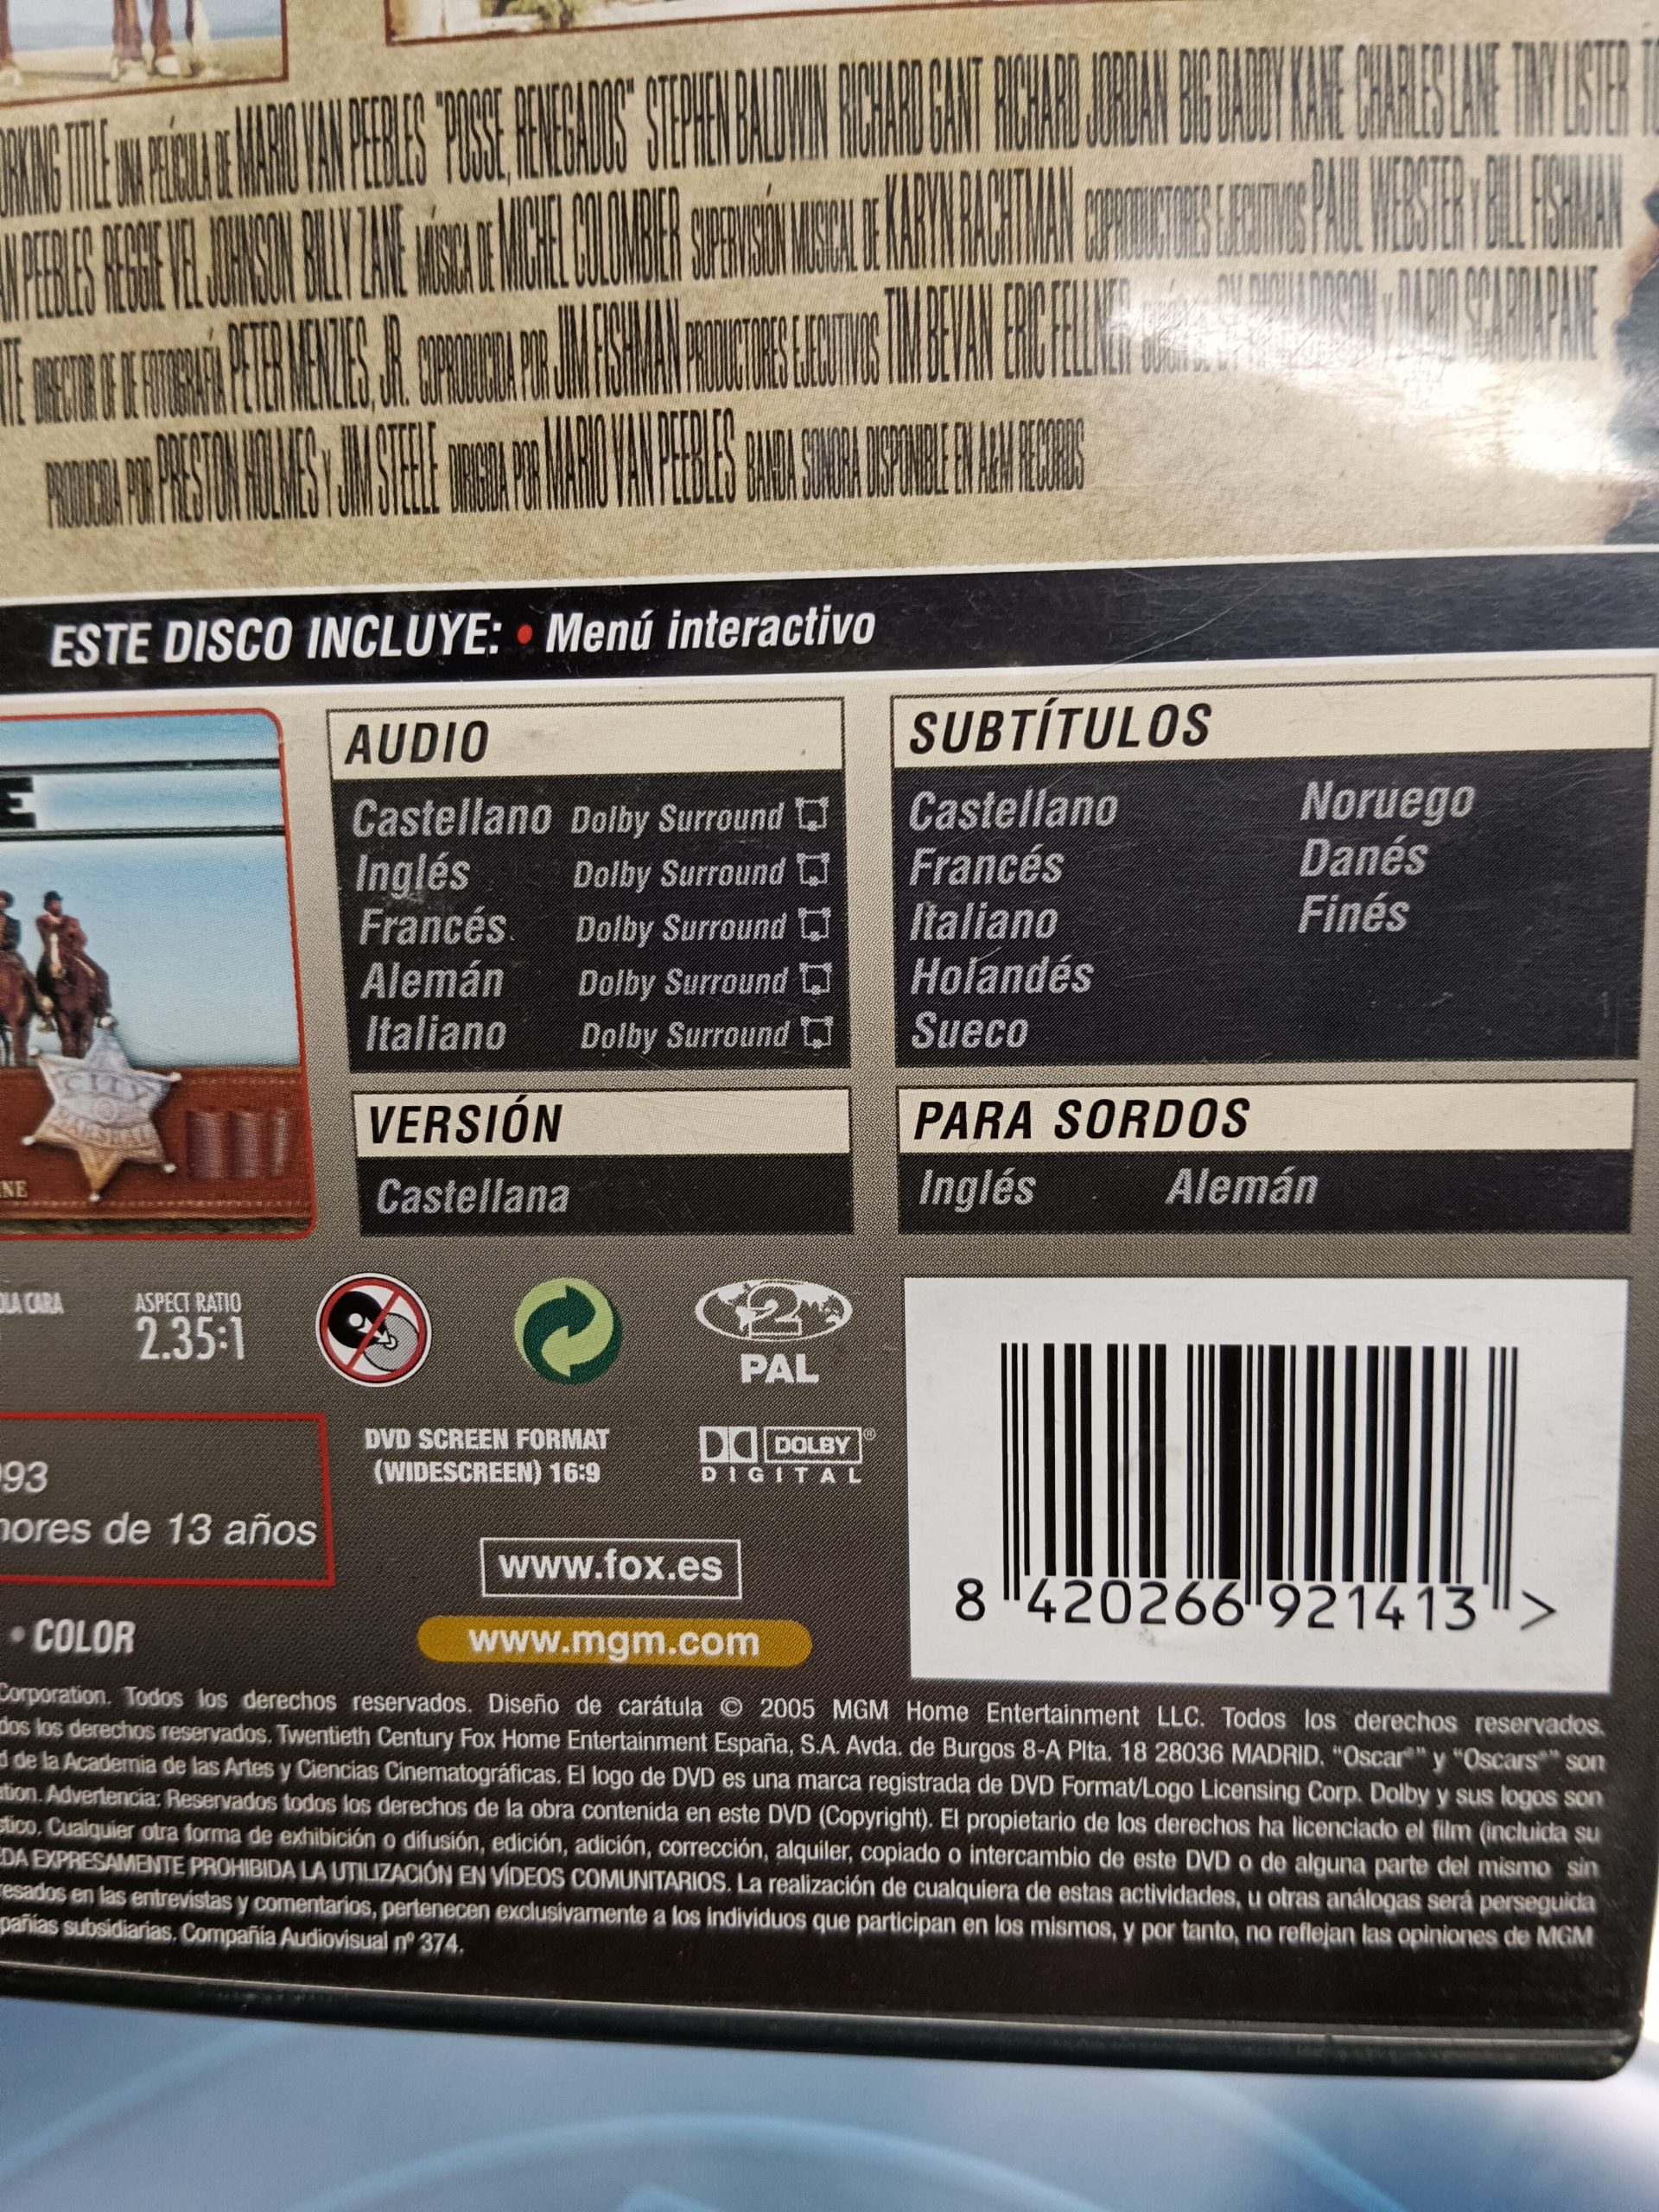 ORKING TITLE UNA PELÍCULA DE MARIO VAN PEEBLES "POSSE, RENEGADOS" STEPHEN BALDWIN RICHARD GANT RICHARD JORDAN BIG DADDY KANE CHARLES LANE TINY LISTER
AN PEEBLES REGGIE VEL JOHNSON BILLY ZANE MÚSICA DE MICHEL COLOMBIER SUPERVISIÓN MUSICAL DE KARYN RACHTMAN COPRODUCTORES EJECUTIVOS PAUL WEBSTER Y BILL FISHMAN
NTE DIRECTOR OF DE FOTOGRAFÍA PETER MENZIES, JR. COPRODUCIDA POR JIM FISHMAN PRODUCTORES EJECUTIVOS TIM BEVAN ERIC FELLNER Y DARIO SCARDAPANE
PRODUCIDA POR PRESTON HOLMES Y JIM STEELE DIRIGIDA POR MARIO VAN PEEBLES BANDA SONORA DISPONIBLE EN A&M RECORDS
ESTE DISCO INCLUYE: • Menú interactivo
AUDIO
Castellano Dolby Surround
Inglés Dolby Surround
Francés Dolby Surround
Alemán Dolby Surround
Italiano Dolby Surround
SUBTÍTULOS
Castellano Noruego
Francés Danés
Italiano Finés
Holandés
Sueco
E
CITY
MARSHAL
NE
VERSIÓN
Castellana
PARA SORDOS
Inglés Alemán
OLA CARA
ASPECT RATIO
2.35:1
2
PAL
DVD SCREEN FORMAT
(WIDESCREEN) 16:9
DOLBY®
DIGITAL
993
nores de 13 años
www.fox.es
• COLOR
www.mgm.com
8 420266 921413 >
Corporation. Todos los derechos reservados. Diseño de carátula © 2005 MGM Home Entertainment LLC. Todos los derechos reservados.
dos los derechos reservados. Twentieth Century Fox Home Entertainment España, S.A. Avda. de Burgos 8-A Plta. 18 28036 MADRID. "Oscar®" y "Oscars®" son
d de la Academia de las Artes y Ciencias Cinematográficas. El logo de DVD es una marca registrada de DVD Format/Logo Licensing Corp. Dolby y sus logos son
ation. Advertencia: Reservados todos los derechos de la obra contenida en este DVD (Copyright). El propietario de los derechos ha licenciado el film (incluida su
stico. Cualquier otra forma de exhibición o difusión, edición, adición, corrección, alquiler, copiado o intercambio de este DVD o de alguna parte del mismo sin
EDA EXPRESAMENTE PROHIBIDA LA UTILIZACIÓN EN VÍDEOS COMUNITARIOS. La realización de cualquiera de estas actividades, u otras análogas será perseguida
resados en las entrevistas y comentarios, pertenecen exclusivamente a los individuos que participan en los mismos, y por tanto, no reflejan las opiniones de MGM
pañías subsidiarias. Compañía Audiovisual nº 374.